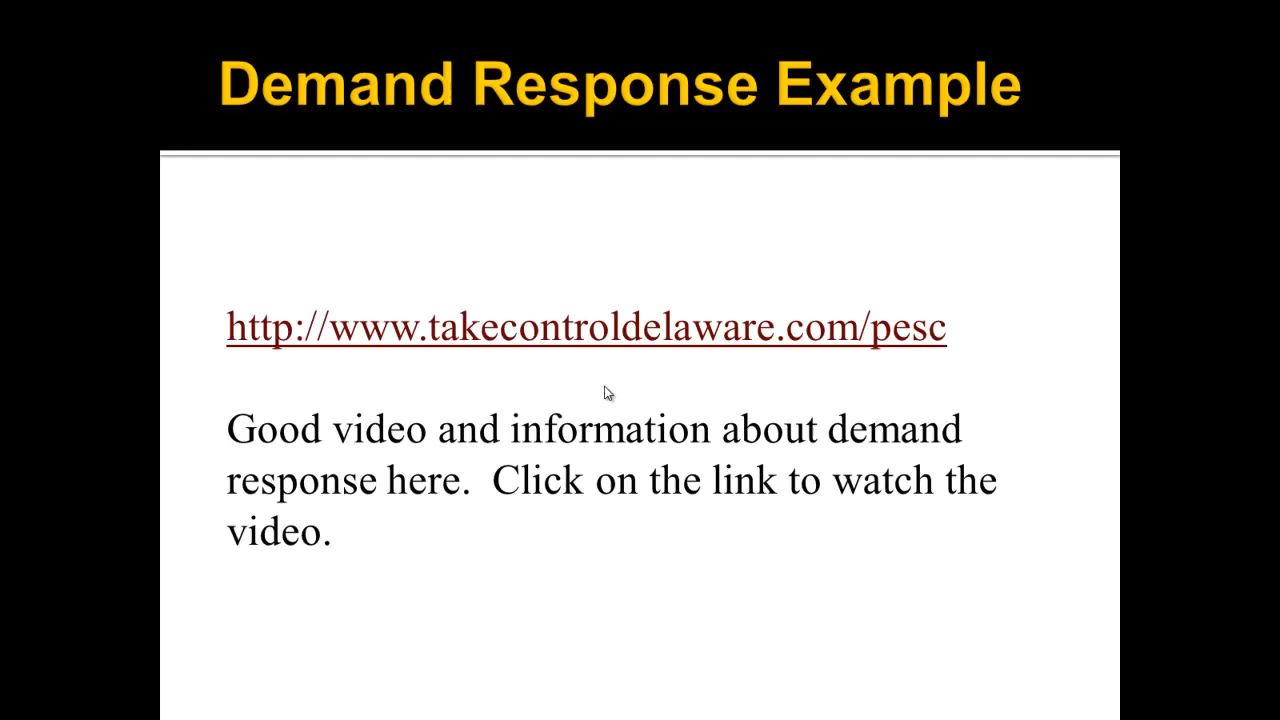 Demand Response Example
http://www.takecontroldelaware.com/pesc
Good video and information about demand
response here.  Click on the link to watch the
video.